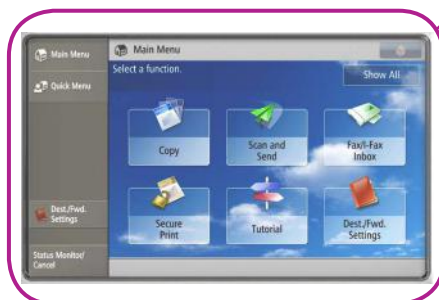 Main Menu
Main Menu
Select a function.
Show All
Quick Menu
Copy
Scan and
Send
Fax/I-Fax
Inbox
Dest./Fwd.
Settings
Secure
Print
Tutorial
Dest./Fwd.
Settings
Status Monitor/
Cancel